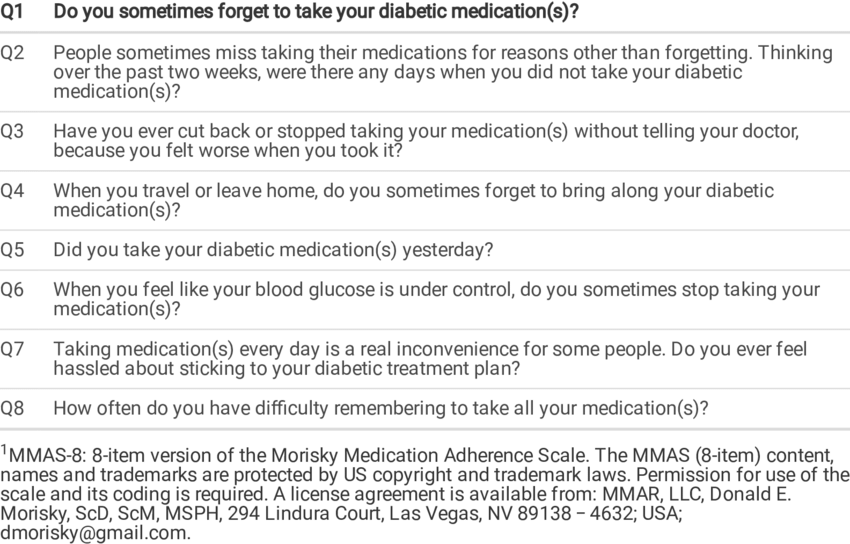 Q1 Do you sometimes forget to take your diabetic medication(s)?
Q2 People sometimes miss taking their medications for reasons other than forgetting. Thinking
over the past two weeks, were there any days when you did not take your diabetic
medication(s)?
Q3 Have you ever cut back or stopped taking your medication(s) without telling your doctor,
because you felt worse when you took it?
Q4 When you travel or leave home, do you sometimes forget to bring along your diabetic
medication(s)?
Q5 Did you take your diabetic medication(s) yesterday?
Q6 When you feel like your blood glucose is under control, do you sometimes stop taking your
medication(s)?
Q7 Taking medication(s) every day is a real inconvenience for some people. Do you ever feel
hassled about sticking to your diabetic treatment plan?
Q8 How often do you have difficulty remembering to take all your medication(s)?
¹MMAS-8: 8-item version of the Morisky Medication Adherence Scale. The MMAS (8-item) content,
names and trademarks are protected by US copyright and trademark laws. Permission for use of the
scale and its coding is required. A license agreement is available from: MMAR, LLC, Donald E.
Morisky, ScD, ScM, MSPH, 294 Lindura Court, Las Vegas, NV 89138 – 4632; USA;
dmorisky@gmail.com.